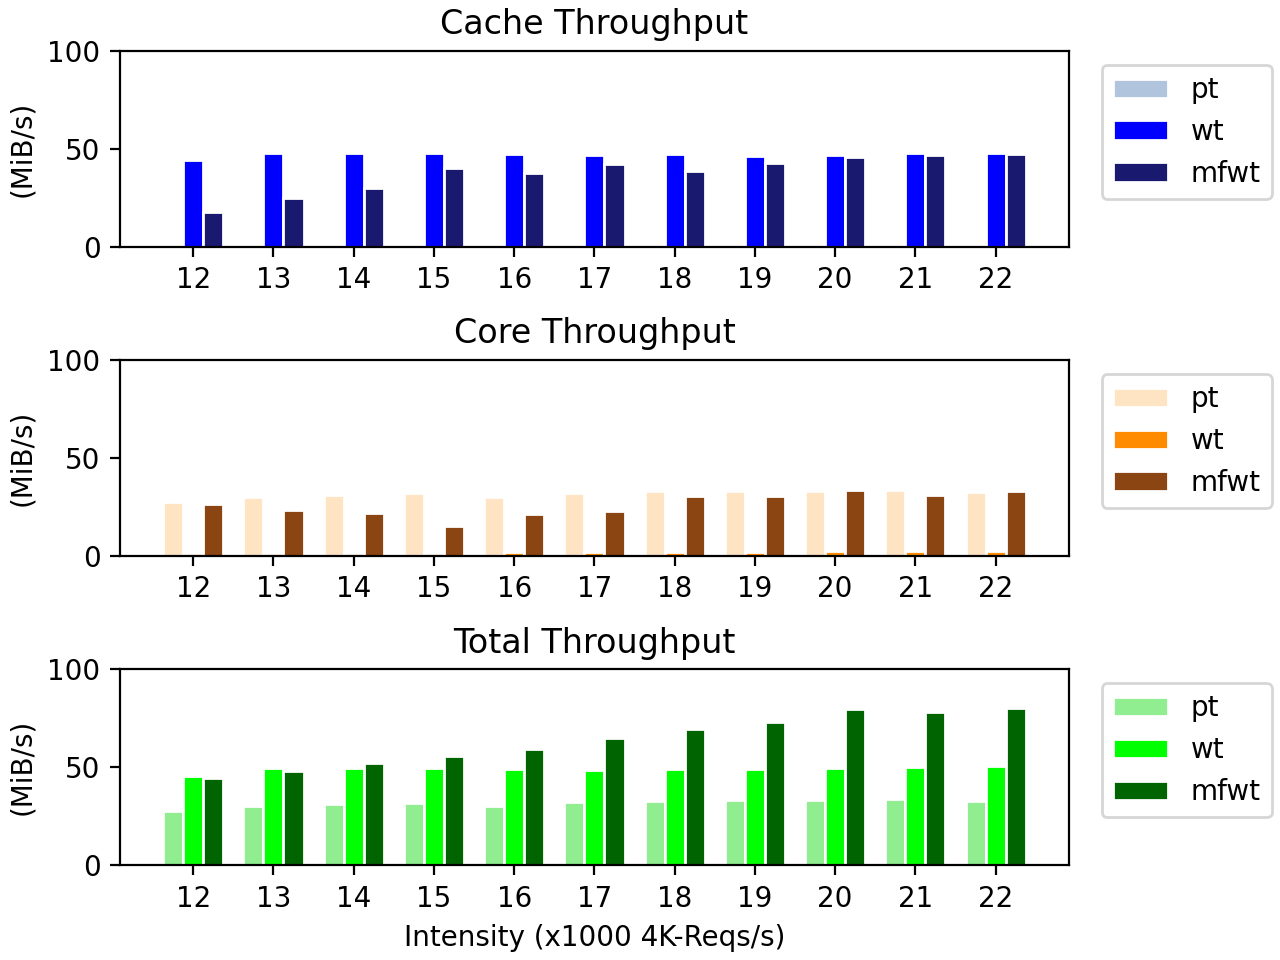 Cache Throughput
100
50
0
(MiB/s)
12 13 14 15 16 17 18 19 20 21 22
pt
wt
mfwt
Core Throughput
100
50
0
(MiB/s)
12 13 14 15 16 17 18 19 20 21 22
pt
wt
mfwt
Total Throughput
100
50
0
(MiB/s)
12 13 14 15 16 17 18 19 20 21 22
Intensity (x1000 4K-Reqs/s)
pt
wt
mfwt